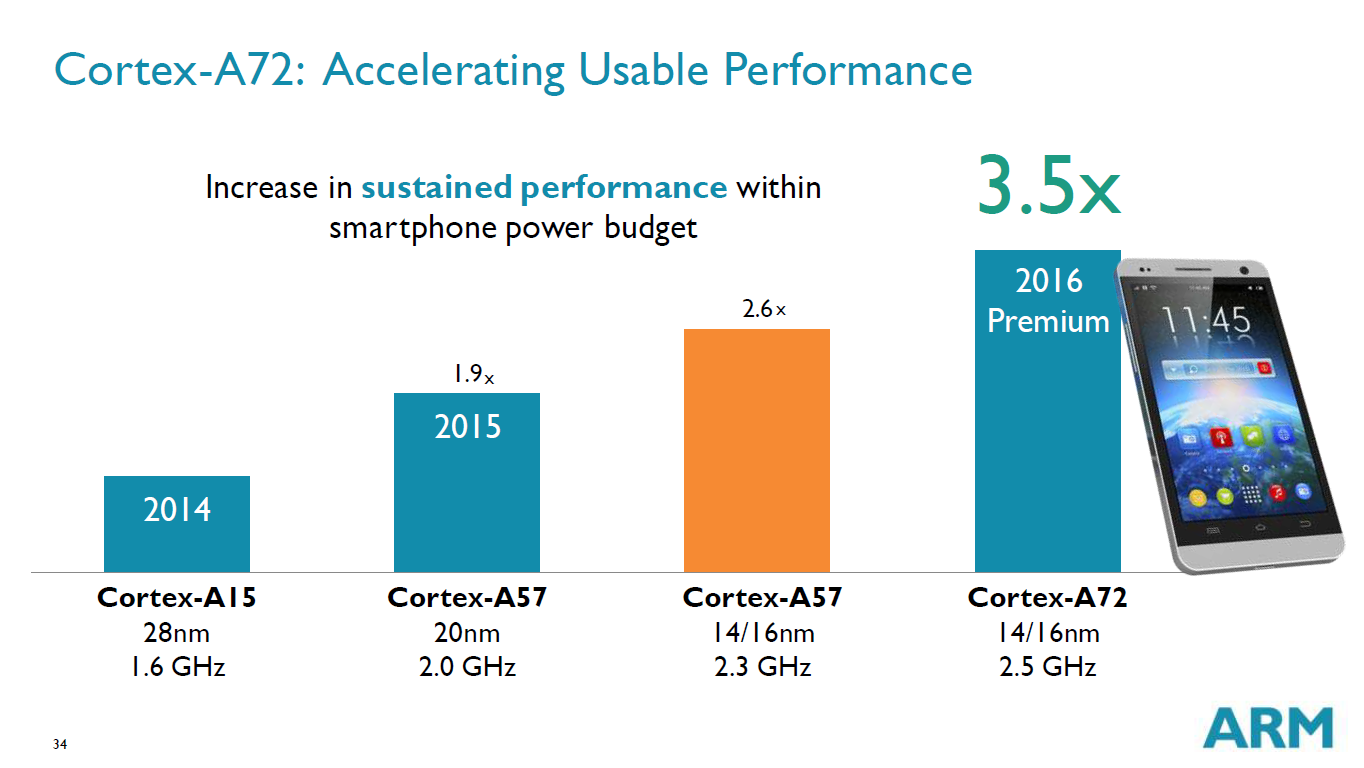 Cortex-A72: Accelerating Usable Performance
Increase in sustained performance within
smartphone power budget
3.5x
2016
Premium
2.6x
1.9x
2015
2014
11:45
Cortex-A15
28nm
1.6 GHz
Cortex-A57
20nm
2.0 GHz
Cortex-A57
14/16nm
2.3 GHz
Cortex-A72
14/16nm
2.5 GHz
34
ARM